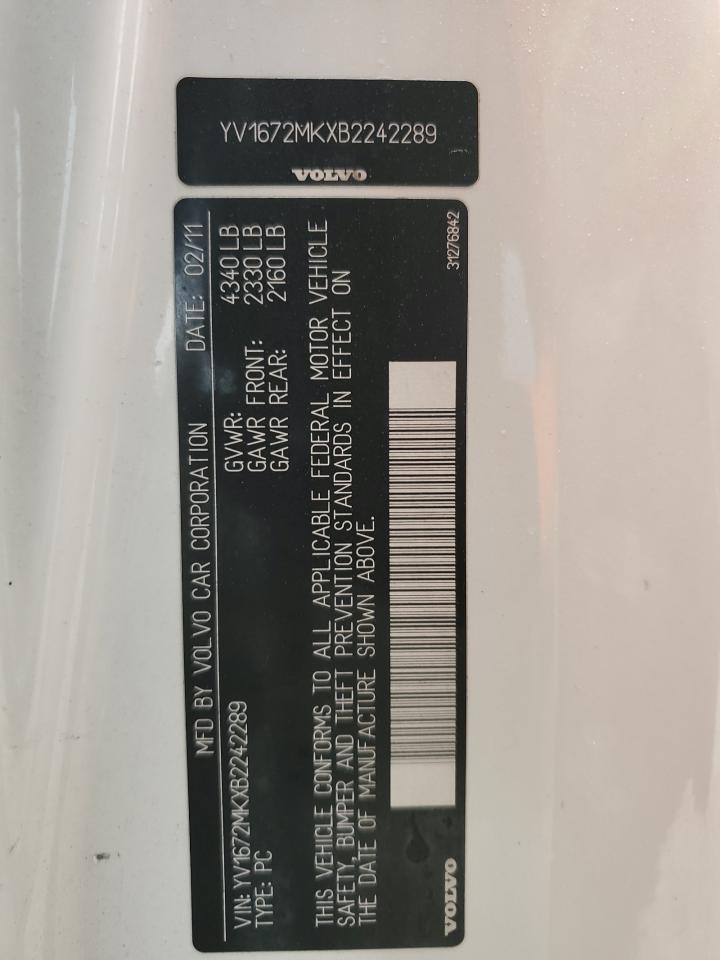 YV1672MKXB2242289
VOLVO
MFD BY VOLVO CAR CORPORATION DATE: 02/11
VIN: YV1672MKXB2242289 GVWR: 4340 LB
TYPE: PC GAWR FRONT: 2330 LB
GAWR REAR: 2160 LB
THIS VEHICLE CONFORMS TO ALL APPLICABLE FEDERAL MOTOR VEHICLE
SAFETY, BUMPER AND THEFT PREVENTION STANDARDS IN EFFECT ON
THE DATE OF MANUFACTURE SHOWN ABOVE.
VOLVO
31276842